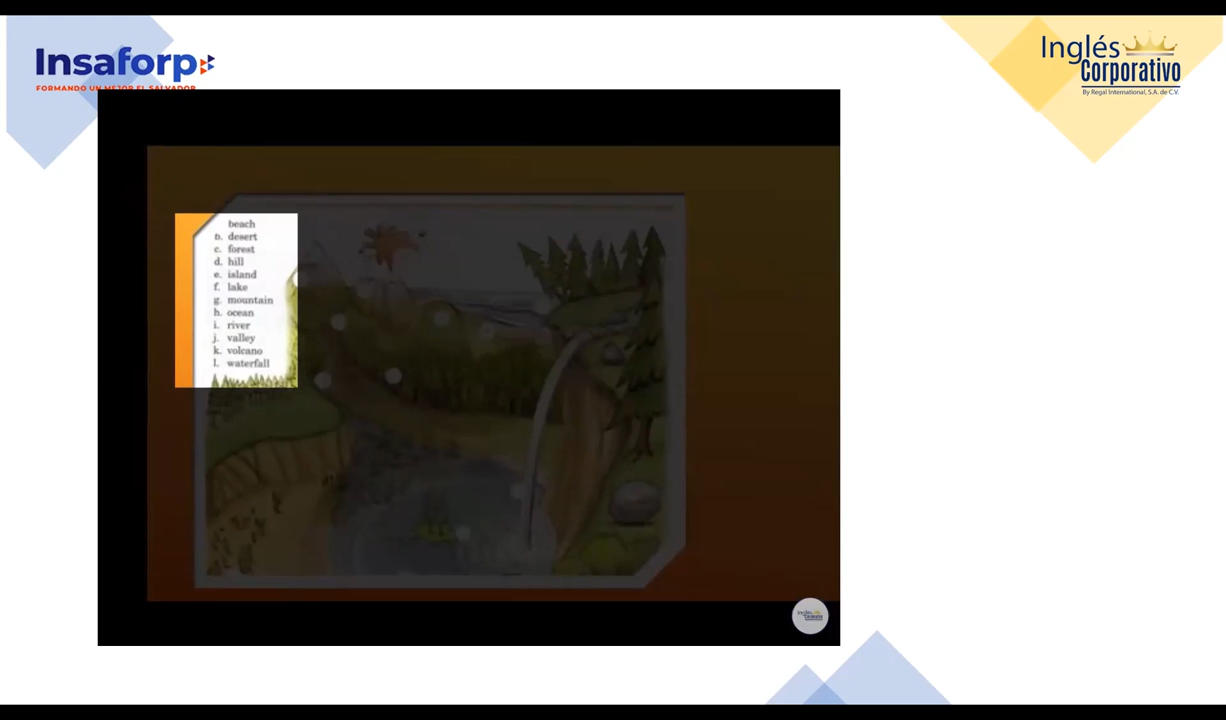 Insaforp
FORMANDO UN MEJOR EL SALVADOR
Inglés
Corporativo
By Regal International, S.A. de C.V.
beach
b. desert
c. forest
d. hill
e. island
f. lake
g. mountain
h. ocean
i. river
j. valley
k. volcano
l. waterfall